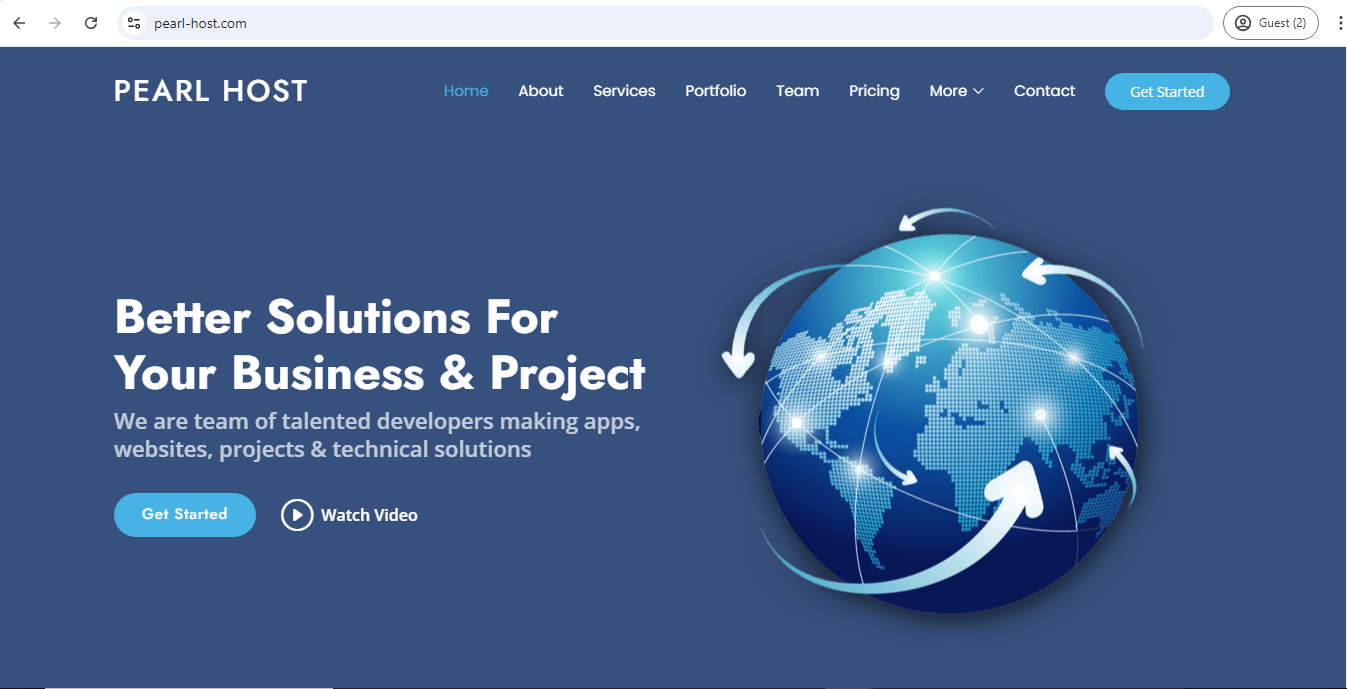 pearl-host.com
Guest (2)
PEARL HOST
Home
About
Services
Portfolio
Team
Pricing
More
Contact
Get Started
Better Solutions For
Your Business & Project
We are team of talented developers making apps,
websites, projects & technical solutions
Get Started
Watch Video